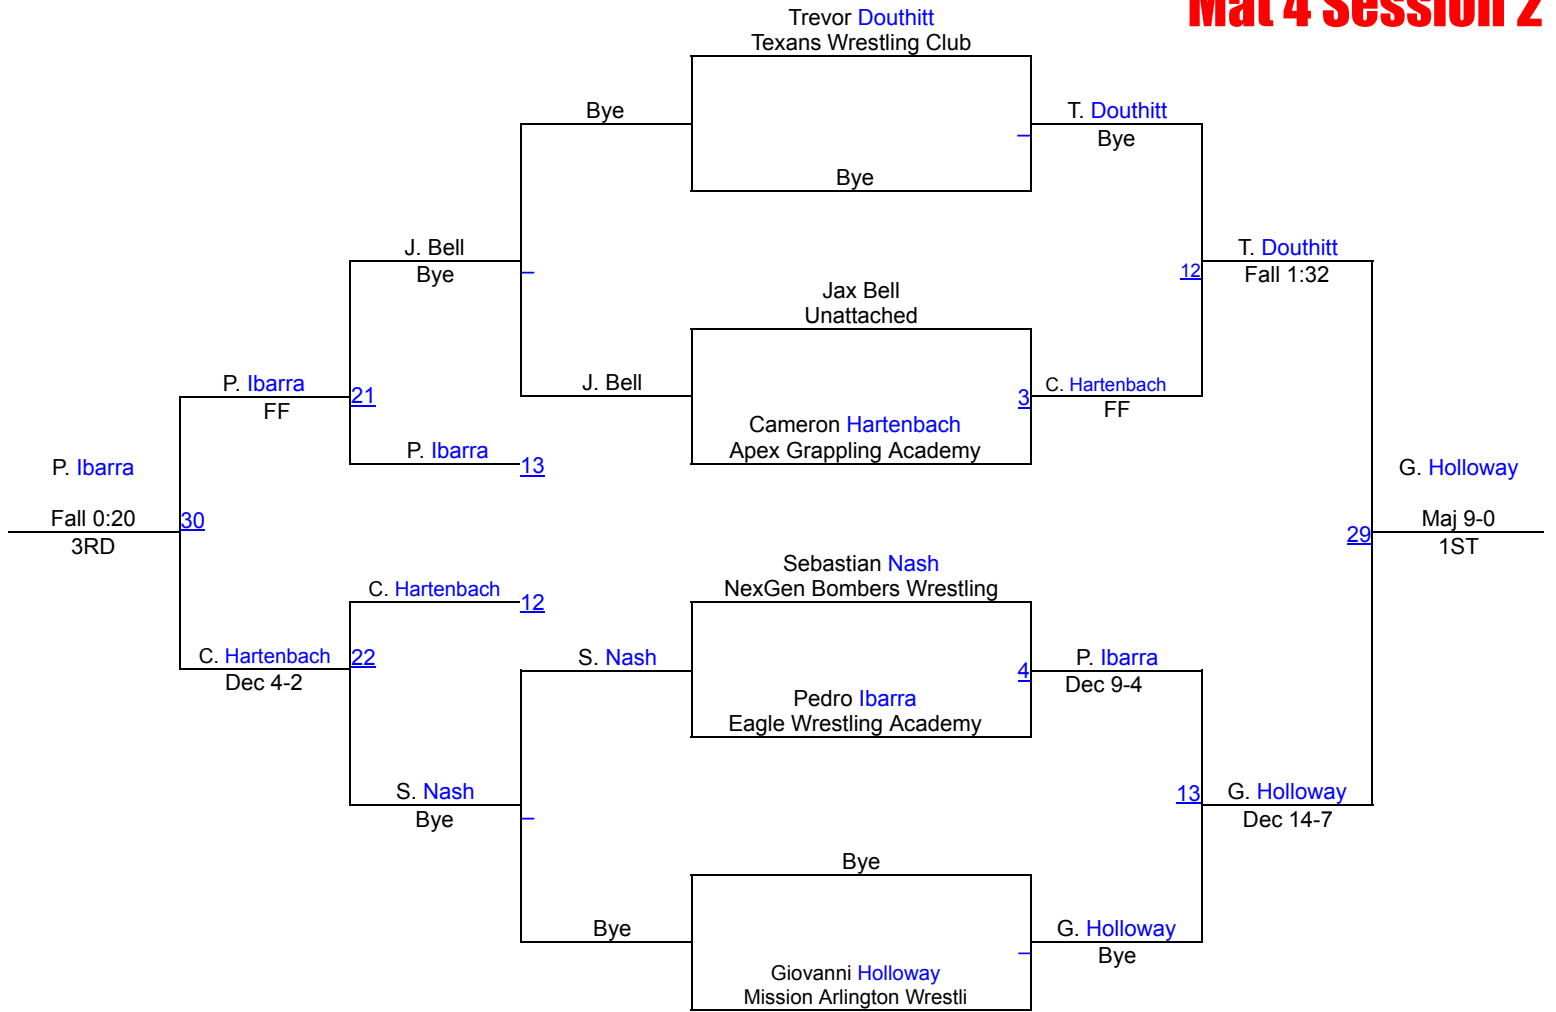 Mat 4 Session 2
Trevor Douthitt
Texans Wrestling Club
Bye
T. Douthitt
Bye
Bye
J. Bell
Bye
T. Douthitt
12
Fall 1:32
Jax Bell
Unattached
P. Ibarra
21
FF
J. Bell
3
C. Hartenbach
FF
Cameron Hartenbach
Apex Grappling Academy
P. Ibarra
13
P. Ibarra
G. Holloway
Fall 0:20
30
3RD
29
Maj 9-0
1ST
Sebastian Nash
NexGen Bombers Wrestling
C. Hartenbach
12
C. Hartenbach
22
Dec 4-2
S. Nash
4
P. Ibarra
Dec 9-4
Pedro Ibarra
Eagle Wrestling Academy
S. Nash
Bye
13
G. Holloway
Dec 14-7
Bye
Bye
G. Holloway
Bye
Giovanni Holloway
Mission Arlington Wrestli